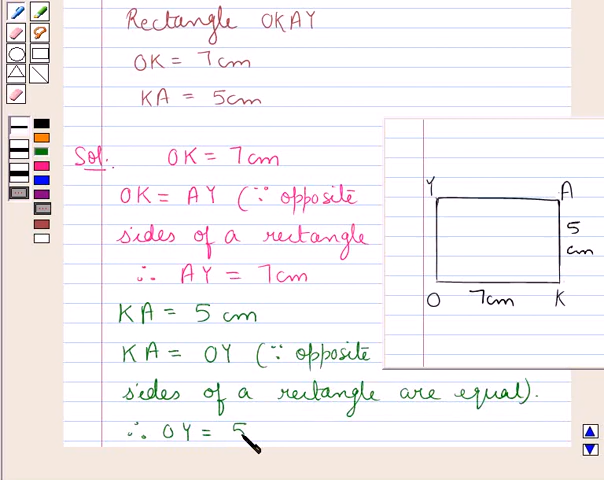 Rectangle OKAY
OK = 7cm
KA = 5cm
Sol. OK = 7cm
OK = AY (∵ opposite
sides of a rectangle
∴ AY = 7cm
KA = 5 cm
KA = OY (∵ opposite
sides of a rectangle are equal).
∴ OY = 5
Y A
5
cm
O 7cm K